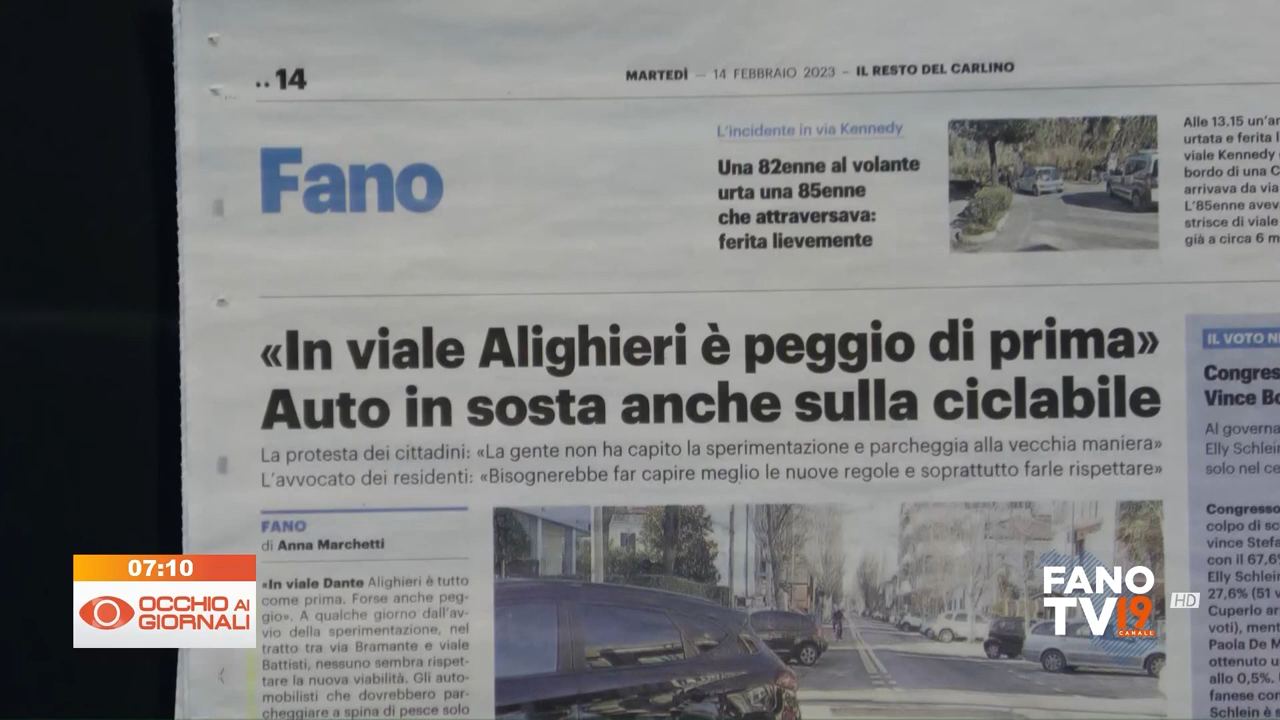 ..14
MARTEDÌ — 14 FEBBRAIO 2023 – IL RESTO DEL CARLINO
Fano
L'incidente in via Kennedy
Una 82enne al volante
urta una 85enne
che attraversava:
ferita lievemente
Alle 13.15 un'a
urtata e ferita l
viale Kennedy
bordo di una C
arrivava da via
L'85enne avev
strisce di viale
già a circa 6 m
«In viale Alighieri è peggio di prima»
Auto in sosta anche sulla ciclabile
La protesta dei cittadini: «La gente non ha capito la sperimentazione e parcheggia alla vecchia maniera»
L'avvocato dei residenti: «Bisognerebbe far capire meglio le nuove regole e soprattutto farle rispettare»
FANO
di Anna Marchetti
«In viale Dante Alighieri è tutto
come prima. Forse anche peg-
gio». A qualche giorno dall'av-
vio della sperimentazione, nel
tratto tra via Bramante e viale
Battisti, nessuno sembra rispet-
tare la nuova viabilità. Gli auto-
mobilisti che dovrebbero par-
cheggiare a spina di pesce solo
IL VOTO N
Congres
Vince Bo
Al governa
Elly Schlein
solo nel ce
Congresso
colpo di sc
vince Stefa
con il 67,6
Elly Schlein
27,6% (51 v
Cuperlo ar
voti), ment
Paola De M
ottenuto u
allo 0,5%.
fanese con
Schlein è s
07:10
OCCHIO AI
GIORNALI
FANO
TV19
CANALE
HD